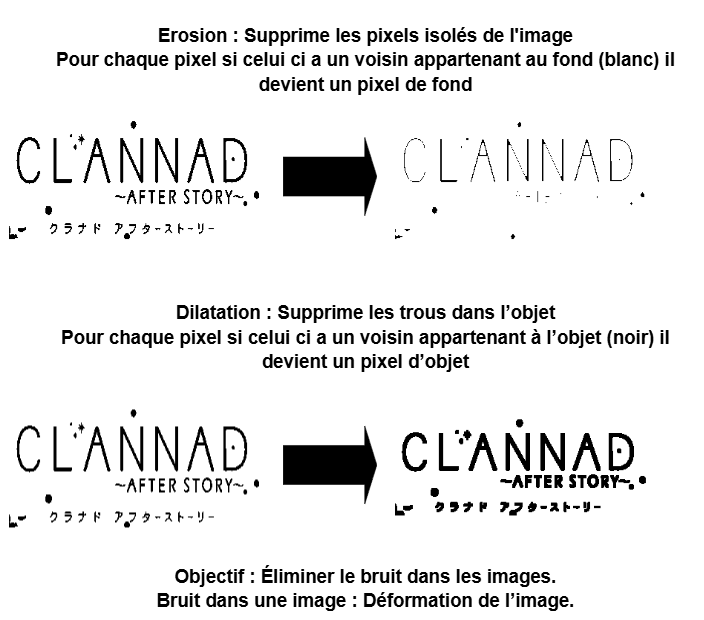 Erosion : Supprime les pixels isolés de l'image
Pour chaque pixel si celui ci a un voisin appartenant au fond (blanc) il
devient un pixel de fond
CLANNAD
~AFTER STORY~
クラナド アフターストーリー
CLANNAD
Dilatation : Supprime les trous dans l’objet
Pour chaque pixel si celui ci a un voisin appartenant à l’objet (noir) il
devient un pixel d’objet
CLANNAD
~AFTER STORY~
クラナド アフターストーリー
CLANNAD
~AFTER STORY~
クラナド アフターストーリー
Objectif : Éliminer le bruit dans les images.
Bruit dans une image : Déformation de l’image.